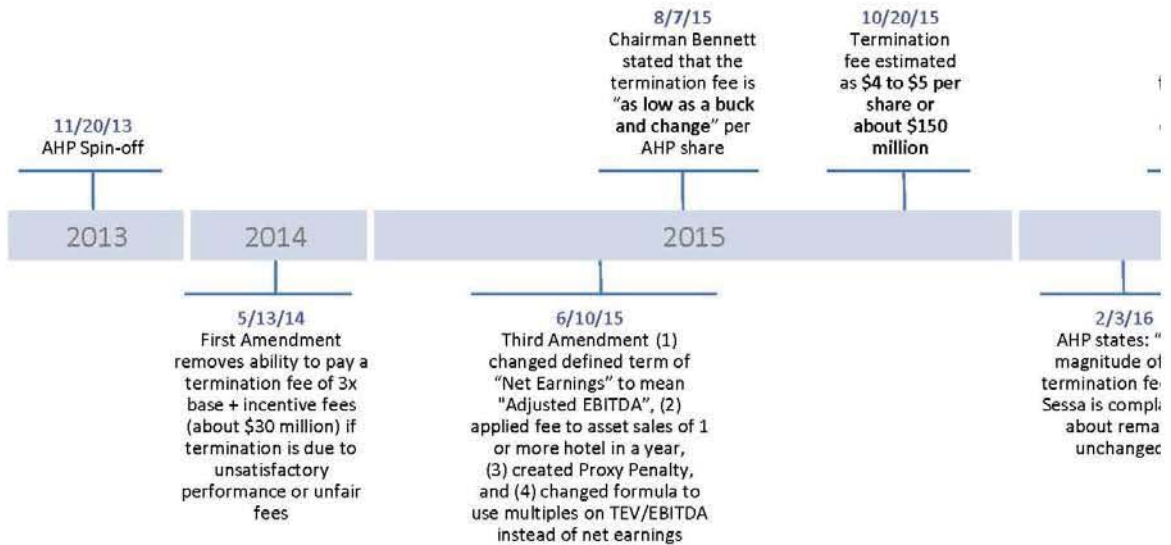 8/7/15
Chairman Bennett
stated that the
termination fee is
"as low as a buck
and change" per
AHP share
10/20/15
Termination
fee estimated
as $4 to $5 per
share or
about $150
million
11/20/13
AHP Spin-off
2013
2014
2015
5/13/14
First Amendment
removes ability to pay a
termination fee of 3x
base + incentive fees
(about $30 million) if
termination is due to
unsatisfactory
performance or unfair
fees
6/10/15
Third Amendment (1)
changed defined term of
“Net Earnings” to mean
"Adjusted EBITDA", (2)
applied fee to asset sales of 1
or more hotel in a year,
(3) created Proxy Penalty,
and (4) changed formula to
use multiples on TEV/EBITDA
instead of net earnings
2/3/16
AHP states: “
magnitude of
termination
Sessa is
about
unchanged